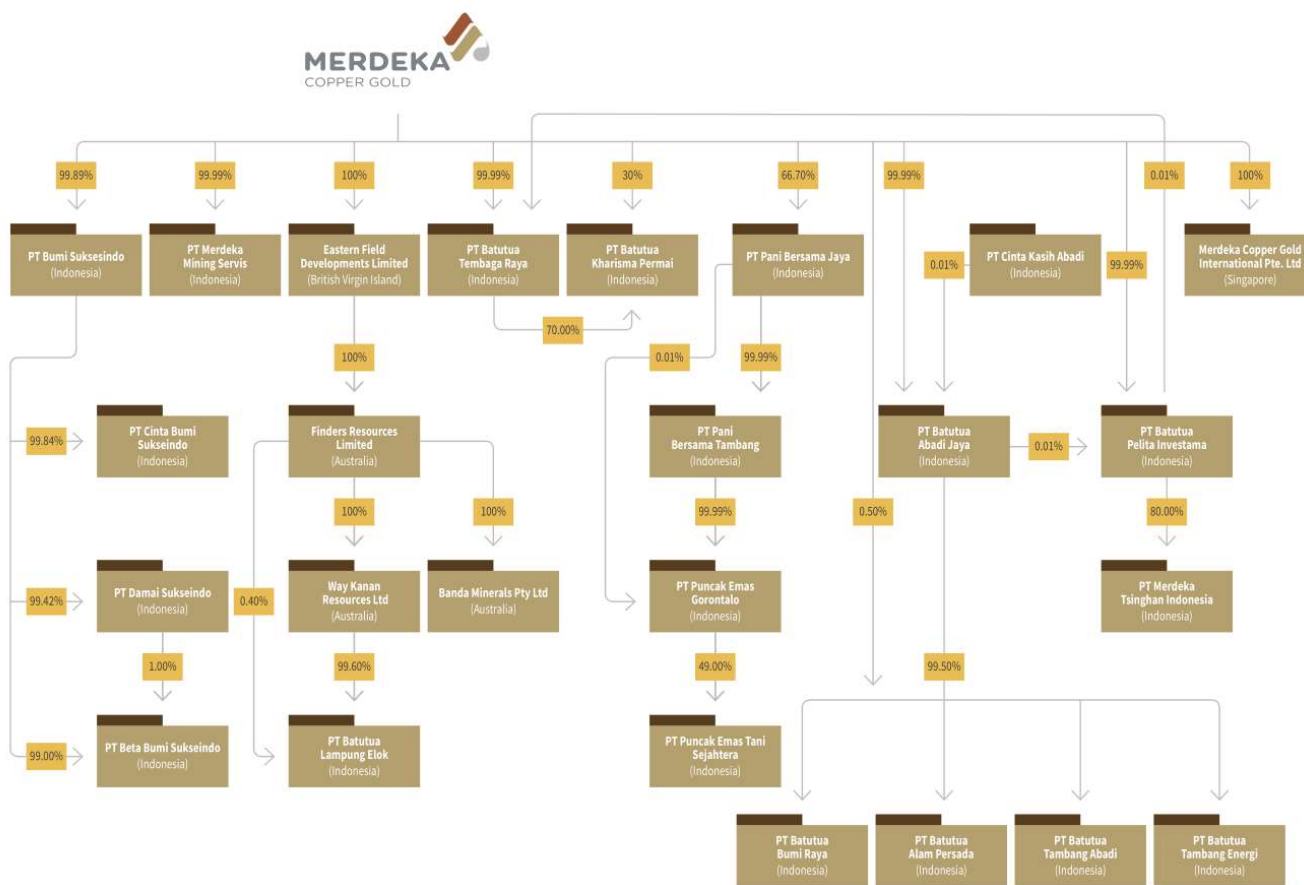 MERDEKA
COPPER GOLD
99.89%
99.99%
100%
99.99%
30%
66.70%
99.99%
0.01%
100%
PT Bumi Suksesindo
(Indonesia)
PT Merdeka
Mining Servis
(Indonesia)
Eastern Field
Developments Limited
(British Virgin Island)
PT Batutua
Tembaga Raya
(Indonesia)
PT Batutua
Kharisma Permai
(Indonesia)
PT Pani Bersama Jaya
(Indonesia)
0.01%
PT Cinta Kasih Abadi
(Indonesia)
99.99%
Merdeka Copper Gold
International Pte. Ltd
(Singapore)
70.00%
100%
0.01%
99.99%
99.84%
PT Cinta Bumi
Sukseindo
(Indonesia)
Finders Resources
Limited
(Australia)
PT Pani
Bersama Tambang
(Indonesia)
PT Batutua
Abadi Jaya
(Indonesia)
0.01%
PT Batutua
Pelita Investama
(Indonesia)
100%
100%
99.99%
0.50%
80.00%
99.42%
PT Damai Sukseindo
(Indonesia)
0.40%
Way Kanan
Resources Ltd
(Australia)
Banda Minerals Pty Ltd
(Australia)
PT Puncak Emas
Gorontalo
(Indonesia)
PT Merdeka
Tsinghan Indonesia
(Indonesia)
1.00%
99.60%
49.00%
99.50%
99.00%
PT Beta Bumi Sukseindo
(Indonesia)
PT Batutua
Lampung Elok
(Indonesia)
PT Puncak Emas Tani
Sejahtera
(Indonesia)
PT Batutua
Bumi Raya
(Indonesia)
PT Batutua
Alam Persada
(Indonesia)
PT Batutua
Tambang Abadi
(Indonesia)
PT Batutua
Tambang Energi
(Indonesia)